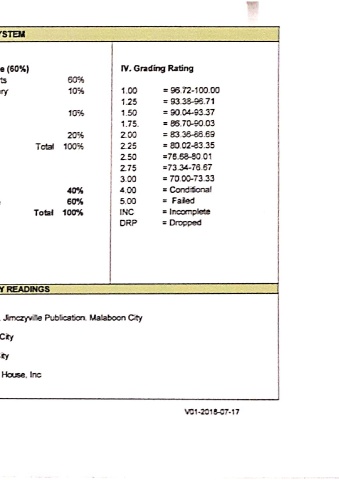 YSTEM
e (60%)
ts 60%
ry 10%
10%
20%
Total 100%
40%
60%
Total 100%
IV. Grading Rating
1.00 = 96.72-100.00
1.25 = 93.38-96.71
1.50 = 90.04-93.37
1.75. = 86.70-90.03
2.00 = 83.36-86.69
2.25 = 80.02-83.35
2.50 =76.68-80.01
2.75 =73.34-76.67
3.00 = 70.00-73.33
4.00 = Conditional
5.00 = Failed
INC = Incomplete
DRP = Dropped
Y READINGS
. Jimczyville Publication. Malaboon City
City
ity
House, Inc
V01-2018-07-17